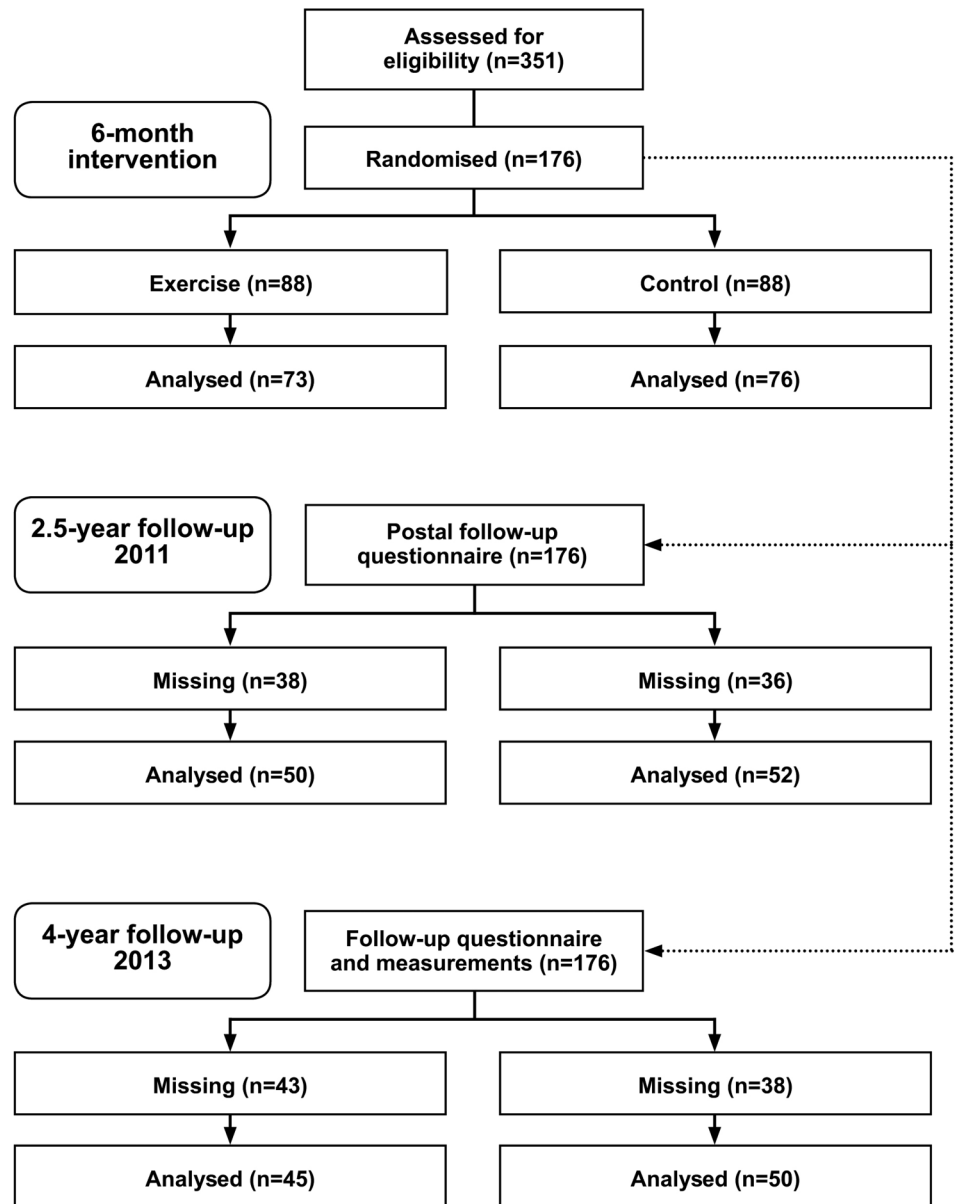 Assessed for
eligibility (n=351)
6-month
intervention
Randomised (n=176)
Exercise (n=88)
Control (n=88)
Analysed (n=73)
Analysed (n=76)
2.5-year follow-up
2011
Postal follow-up
questionnaire (n=176)
Missing (n=38)
Missing (n=36)
Analysed (n=50)
Analysed (n=52)
4-year follow-up
2013
Follow-up questionnaire
and measurements (n=176)
Missing (n=43)
Missing (n=38)
Analysed (n=45)
Analysed (n=50)